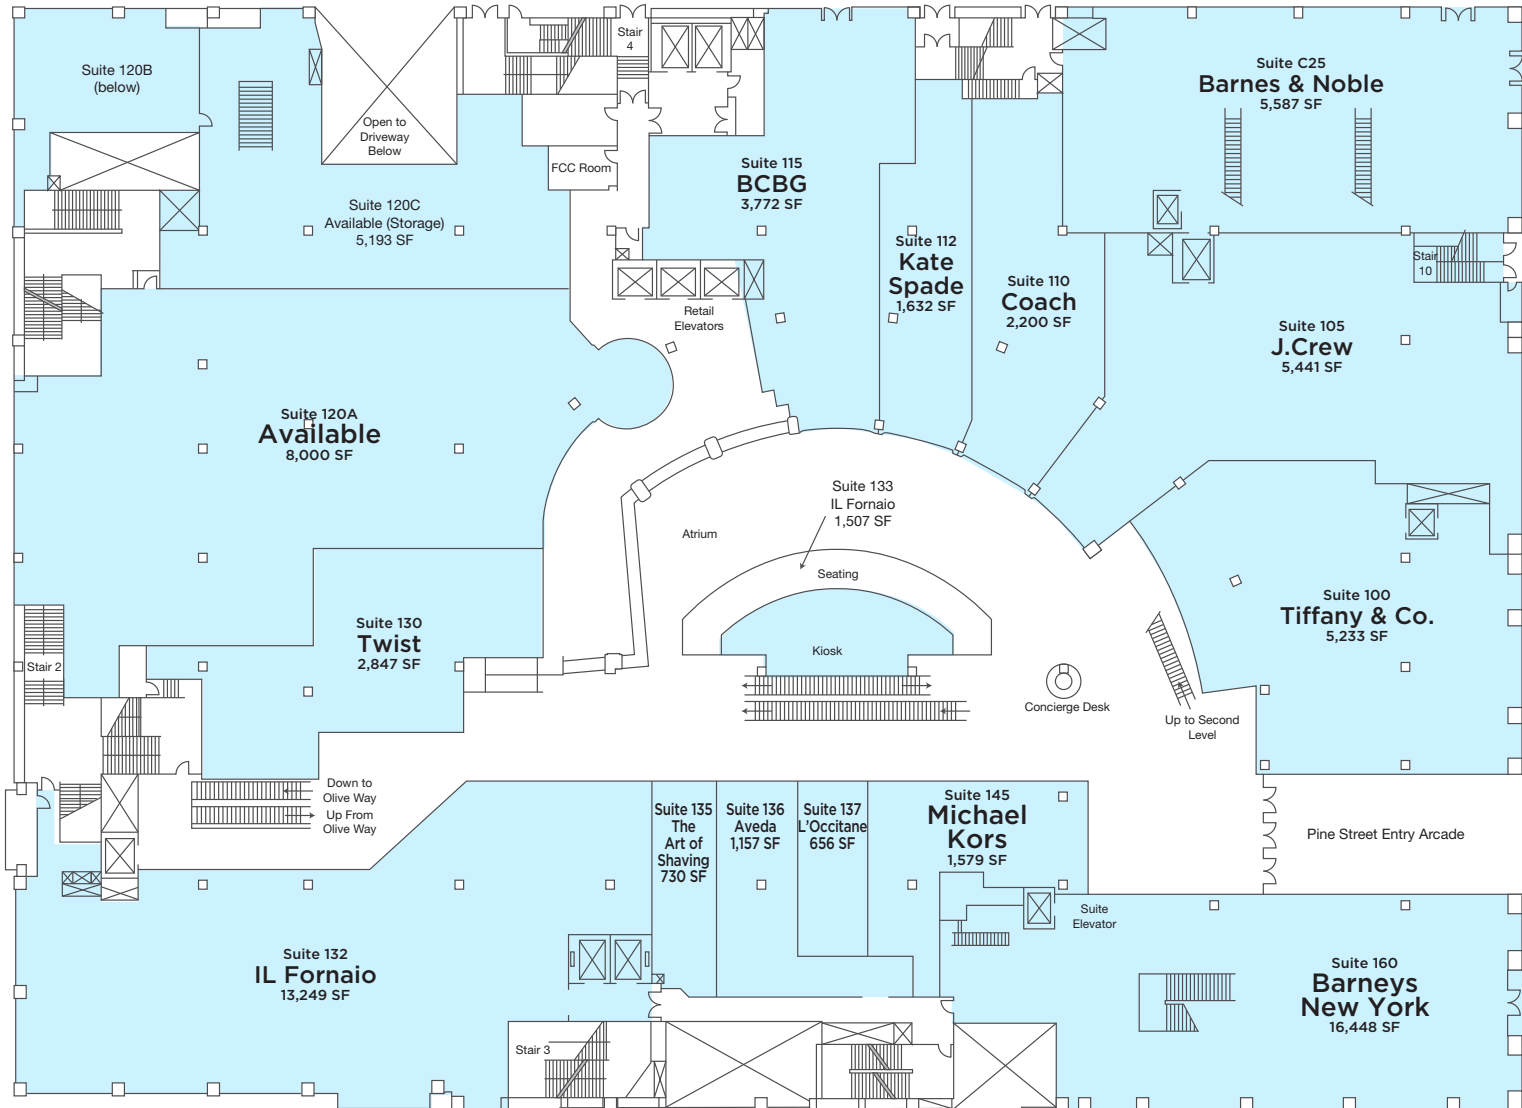 Suite 120B
(below)
Open to
Driveway
Below
Stair
4
FCC Room
Suite 120C
Available (Storage)
5,193 SF
Suite 115
BCBG
3,772 SF
Suite C25
Barnes & Noble
5,587 SF
Suite 112
Kate
Spade
1,632 SF
Suite 110
Coach
2,200 SF
Stair
10
Retail
Elevators
Suite 105
J.Crew
5,441 SF
Suite 120A
Available
8,000 SF
Suite 133
IL Fornaio
1,507 SF
Atrium
Seating
Kiosk
Suite 100
Tiffany & Co.
5,233 SF
Suite 130
Twist
2,847 SF
Stair 2
Concierge Desk
Up to Second
Level
Down to
Olive Way
Up From
Olive Way
Suite 135
The
Art of
Shaving
730 SF
Suite 136
Aveda
1,157 SF
Suite 137
L'Occitane
656 SF
Suite 145
Michael
Kors
1,579 SF
Pine Street Entry Arcade
Suite
Elevator
Suite 132
IL Fornaio
13,249 SF
Suite 160
Barneys
New York
16,448 SF
Stair 3